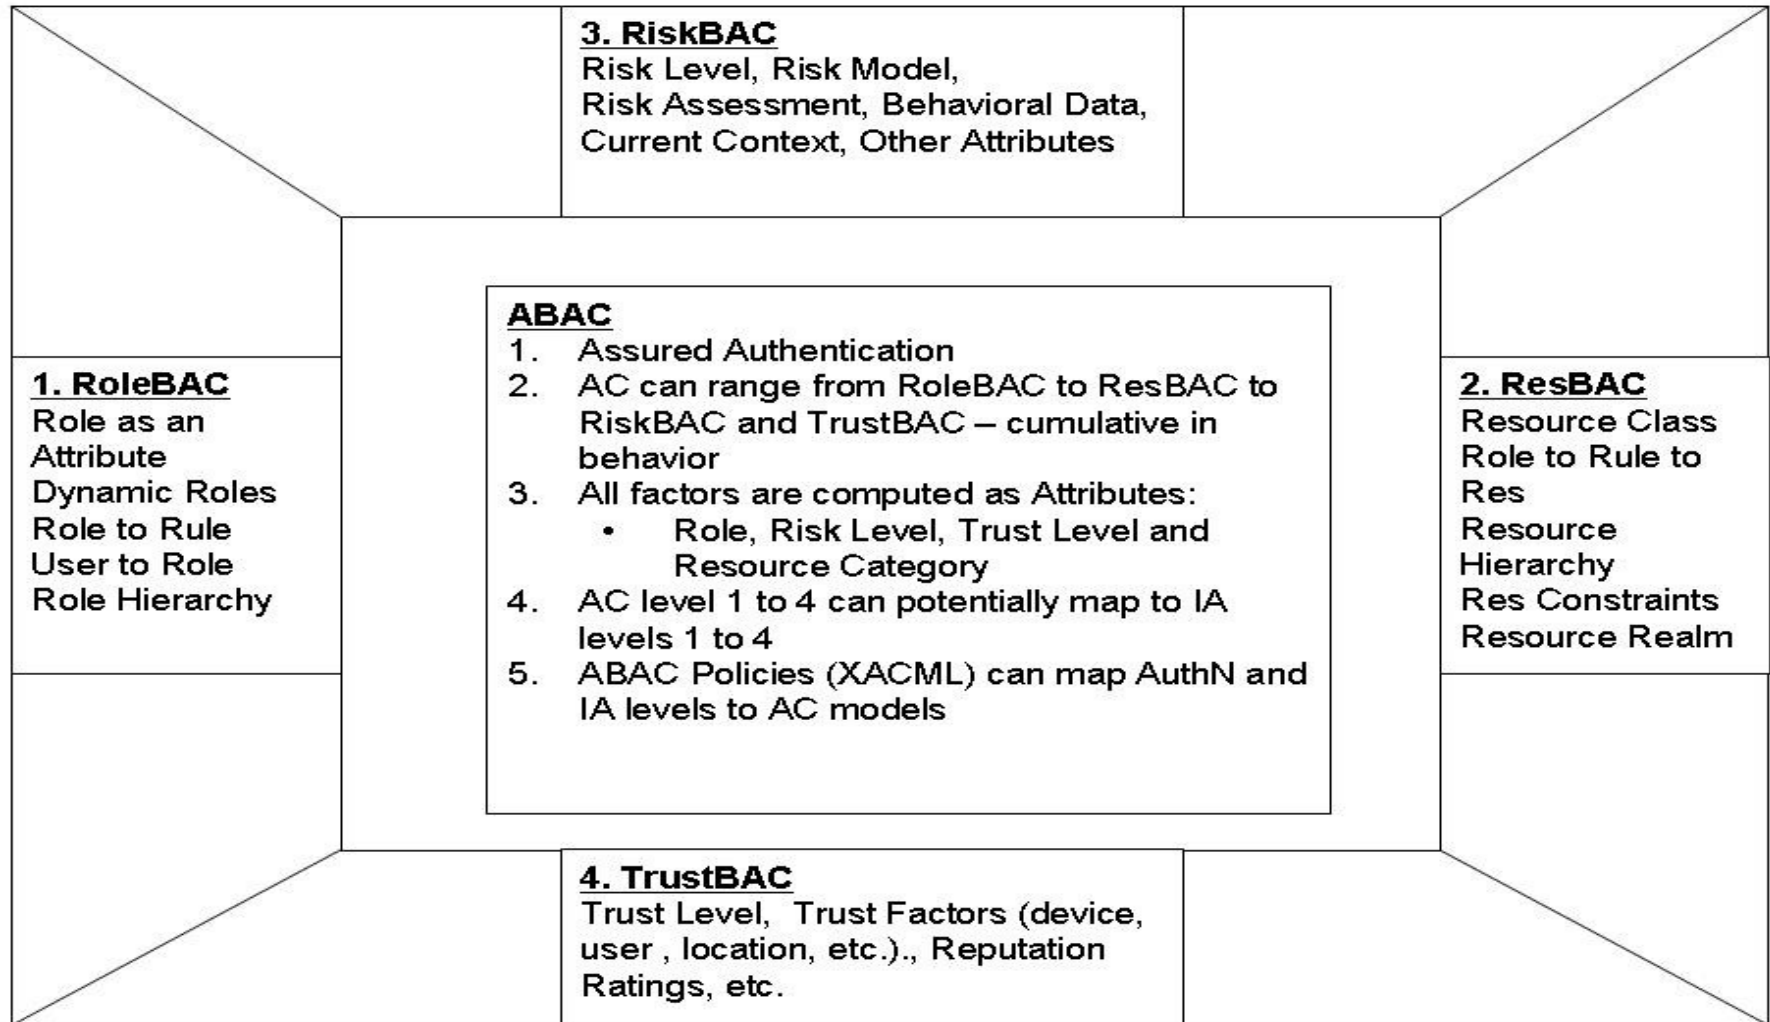 3. RiskBAC
Risk Level, Risk Model,
Risk Assessment, Behavioral Data,
Current Context, Other Attributes
ABAC
1. Assured Authentication
2. AC can range from RoleBAC to ResBAC to
RiskBAC and TrustBAC – cumulative in
behavior
3. All factors are computed as Attributes:
• Role, Risk Level, Trust Level and
Resource Category
4. AC level 1 to 4 can potentially map to IA
levels 1 to 4
5. ABAC Policies (XACML) can map AuthN and
IA levels to AC models
1. RoleBAC
Role as an
Attribute
Dynamic Roles
Role to Rule
User to Role
Role Hierarchy
2. ResBAC
Resource Class
Role to Rule to
Res
Resource
Hierarchy
Res Constraints
Resource Realm
4. TrustBAC
Trust Level, Trust Factors (device,
user , location, etc.)., Reputation
Ratings, etc.